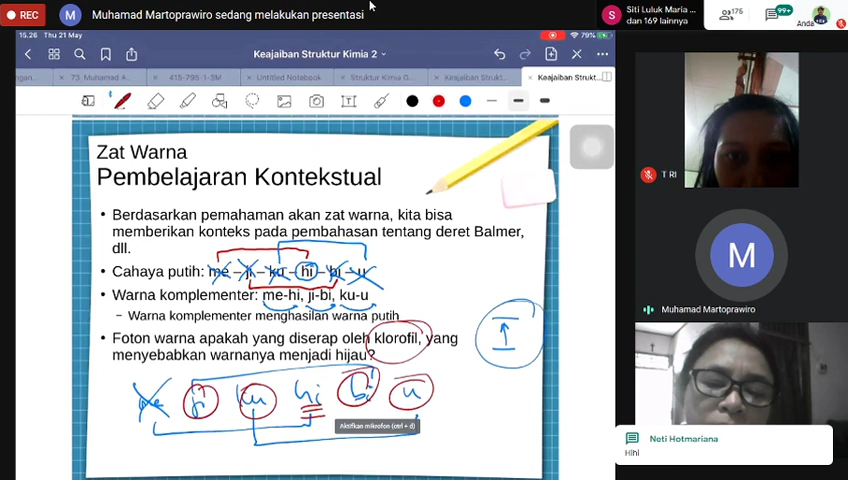 REC
M
Muhamad Martoprawiro sedang melakukan presentasi
S
Siti Luluk Maria ...
dan 169 lainnya
175
99+
Anda
15.26 Thu 21 May
79%
Keajaiban Struktur Kimia 2
ngan.
73. Muhamad A...
415-795-1-SM
Untitled Notebook
Struktur Kimia G...
Keajaiban Strukt...
Keajaiban Strukt...
Zat Warna
Pembelajaran Kontekstual
• Berdasarkan pemahaman akan zat warna, kita bisa
memberikan konteks pada pembahasan tentang deret Balmer,
dll.
• Cahaya putih: me – ji – ku – hi – bi – u
• Warna komplementer: me-hi, ji-bi, ku-u
– Warna komplementer menghasilan warna putih
• Foton warna apakah yang diserap oleh klorofil, yang
menyebabkan warnanya menjadi hijau?
me ji ku hi bi u
Aktifkan mikrofon (ctrl + d)
T RI
M
Muhamad Martoprawiro
Neti Hotmariana
Hihi